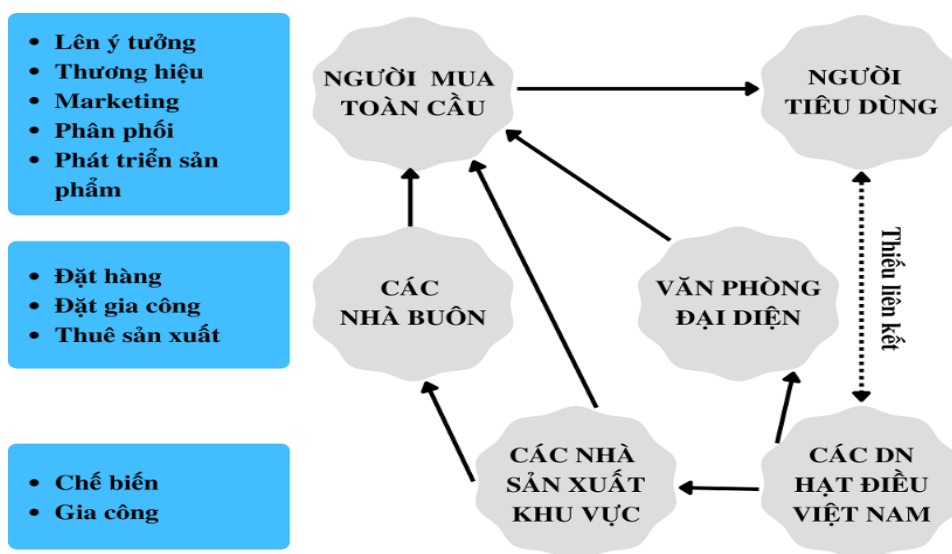 Lên ý tưởng
Thương hiệu
Marketing
Phân phối
Phát triển sản
phẩm
NGƯỜI MUA
TOÀN CẦU
NGƯỜI
TIÊU DÙNG
Đặt hàng
Đặt gia công
Thuê sản xuất
CÁC
NHÀ BUÔN
VĂN PHÒNG
ĐẠI DIỆN
Thiếu liên kết
Chế biến
Gia công
CÁC NHÀ
SẢN XUẤT
KHU VỰC
CÁC DN
HẠT ĐIỀU
VIỆT NAM